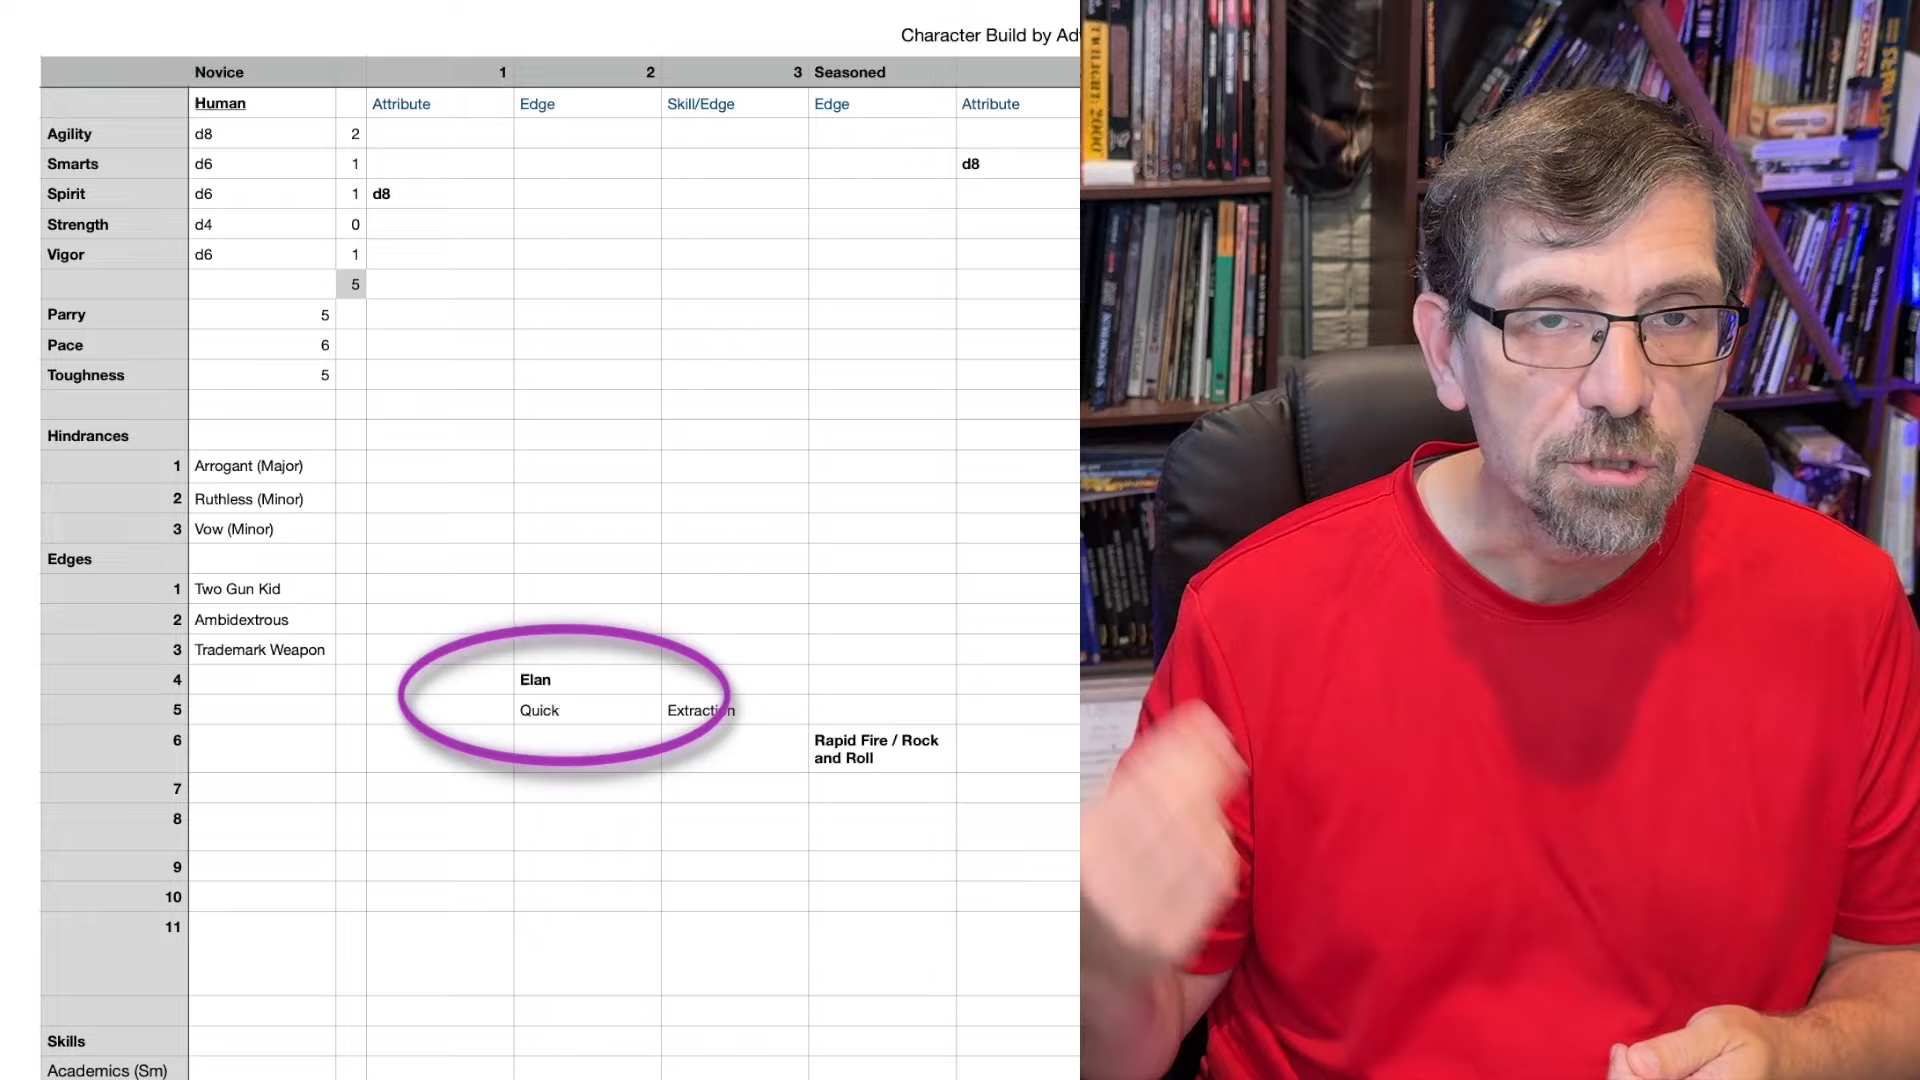 Character Build by Ad
Novice 1 2 3 Seasoned
Human Attribute Edge Skill/Edge Edge Attribute
Agility d8 2
Smarts d6 1 d8
Spirit d6 1 d8
Strength d4 0
Vigor d6 1
5
Parry 5
Pace 6
Toughness 5
Hindrances
1 Arrogant (Major)
2 Ruthless (Minor)
3 Vow (Minor)
Edges
1 Two Gun Kid
2 Ambidextrous
3 Trademark Weapon
4 Elan
5 Quick Extraction
6 Rapid Fire / Rock
and Roll
7
8
9
10
11
Skills
Academics (Sm)
TWILIGHT: 2000